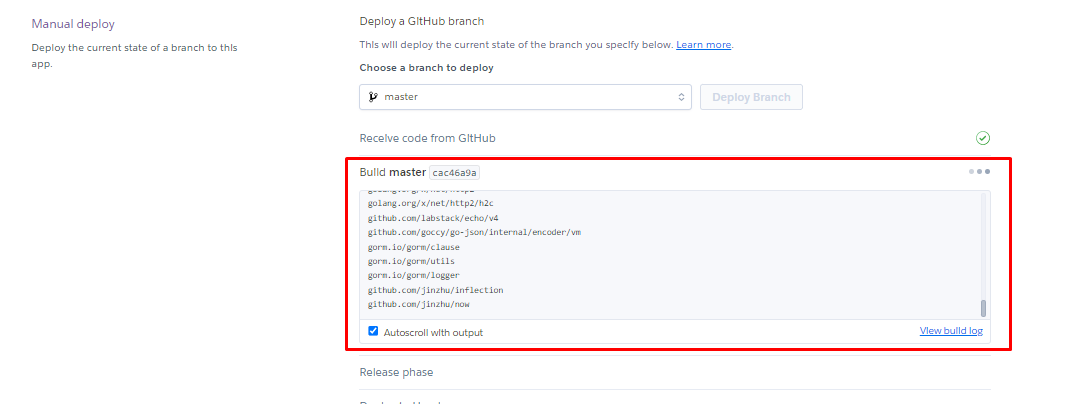 Manual deploy
Deploy the current state of a branch to this
app.
Deploy a GitHub branch
This will deploy the current state of the branch you specify below. Learn more.
Choose a branch to deploy
master
Deploy Branch
Receive code from GitHub
Build master cac46a9a
golang.org/x/net/http2
golang.org/x/net/http2/h2c
github.com/labstack/echo/v4
github.com/goccy/go-json/internal/encoder/vm
gorm.io/gorm/clause
gorm.io/gorm/utils
gorm.io/gorm/logger
github.com/jinzhu/inflection
github.com/jinzhu/now
Autoscroll with output
View build log
Release phase